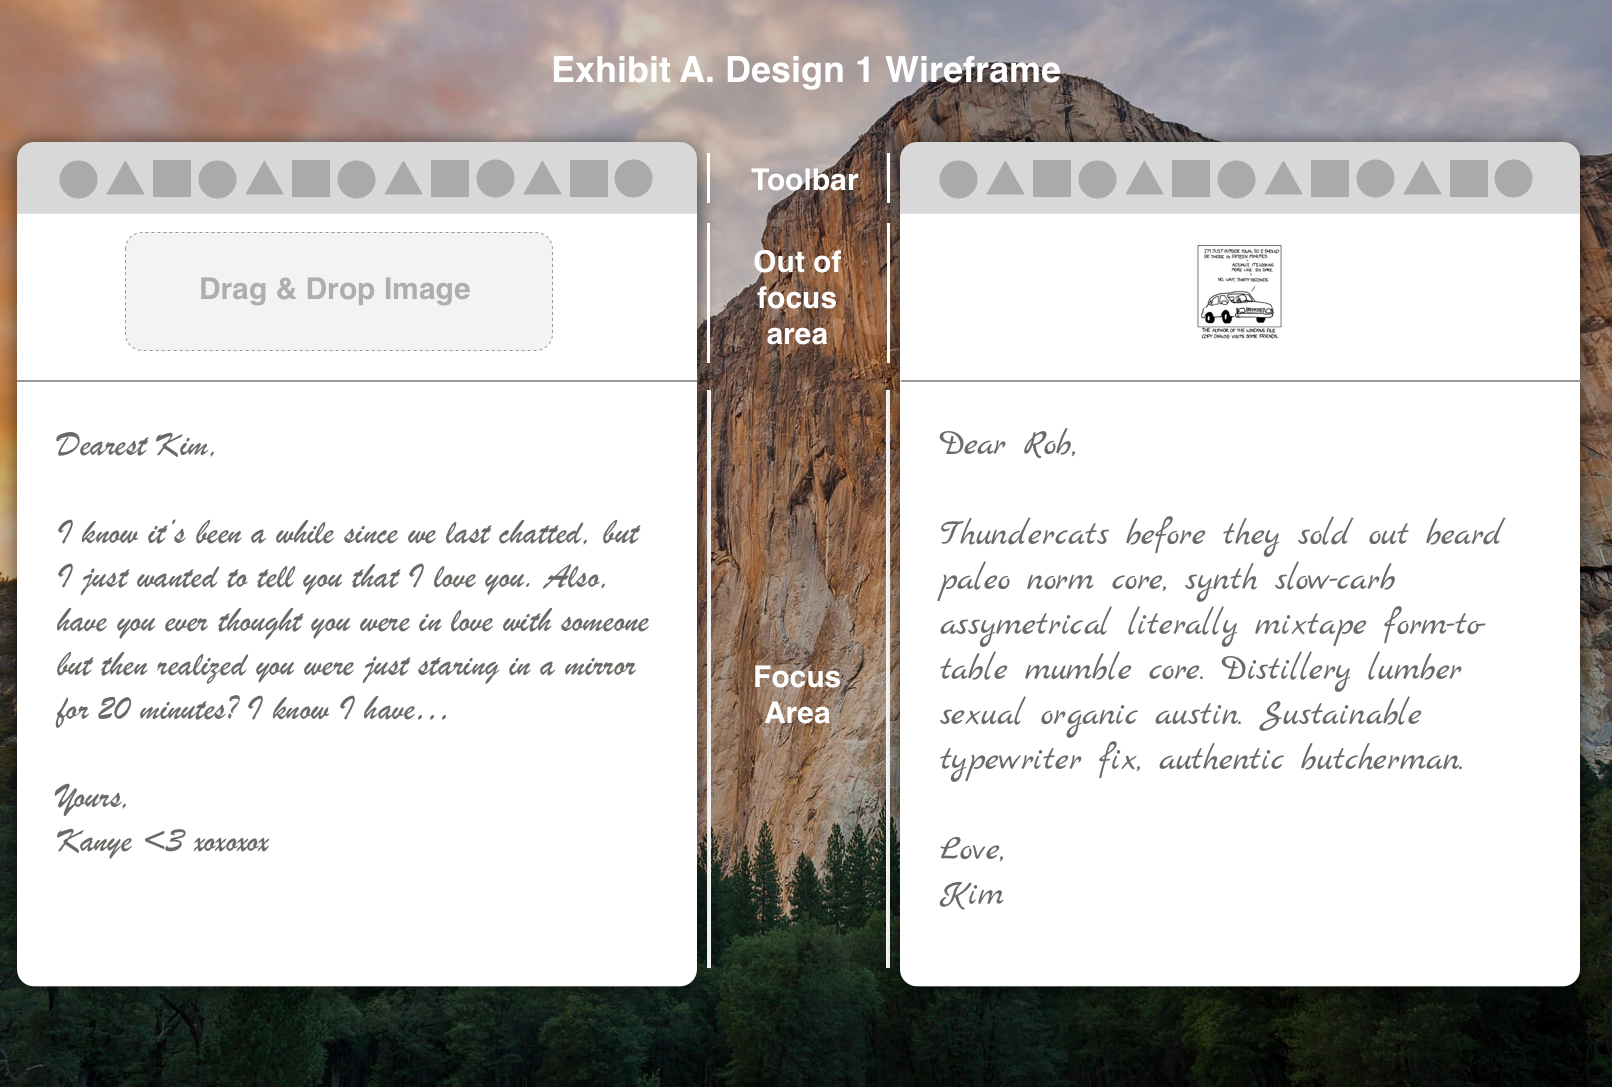 Exhibit A. Design 1 Wireframe
Toolbar
Out of
focus
area
Focus
Area
Drag & Drop Image
Dearest Kim,
I know it's been a while since we last chatted, but
I just wanted to tell you that I love you. Also,
have you ever thought you were in love with someone
but then realized you were just staring in a mirror
for 20 minutes? I know I have...
Yours,
Kanye <3 xoxoxox
I'M JUST OUTSIDE TOWN, SO I SHOULD
BE THERE IN FIFTEEN MINUTES.
ACTUALLY, IT'S LOOKING
MORE LIKE SIX DAYS.
NO, WAIT, THIRTY SECONDS.
THE AUTHOR OF THE WINDOWS FILE
COPY DIALOG VISITS SOME FRIENDS.
Dear Rob,
Thundercats before they sold out beard
paleo norm core, synth slow-carb
assymetrical literally mixtape form-to-
table mumble core. Distillery lumber
sexual organic austin. Sustainable
typewriter fix, authentic butcherman.
Love,
Kim